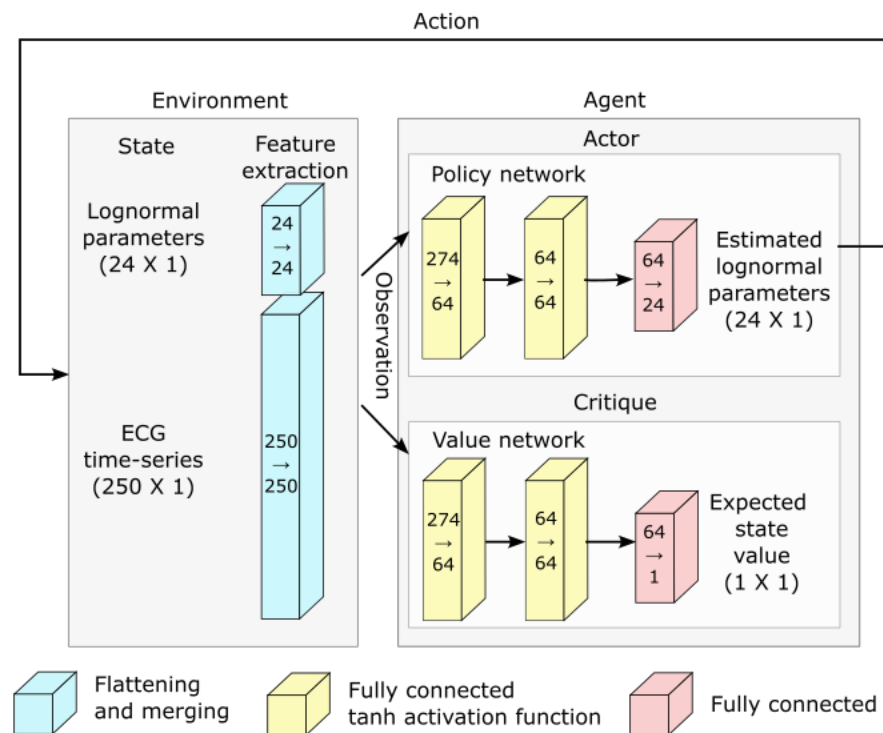 Action
Environment
State
Feature
extraction
Lognormal
parameters
(24 X 1)
24
→
24
ECG
time-series
(250 X 1)
250
→
250
Observation
Agent
Actor
Policy network
274
→
64
64
→
64
64
→
24
Estimated
lognormal
parameters
(24 X 1)
Critique
Value network
274
→
64
64
→
64
64
→
1
Expected
state
value
(1 X 1)
Flattening
and merging
Fully connected
tanh activation function
Fully connected